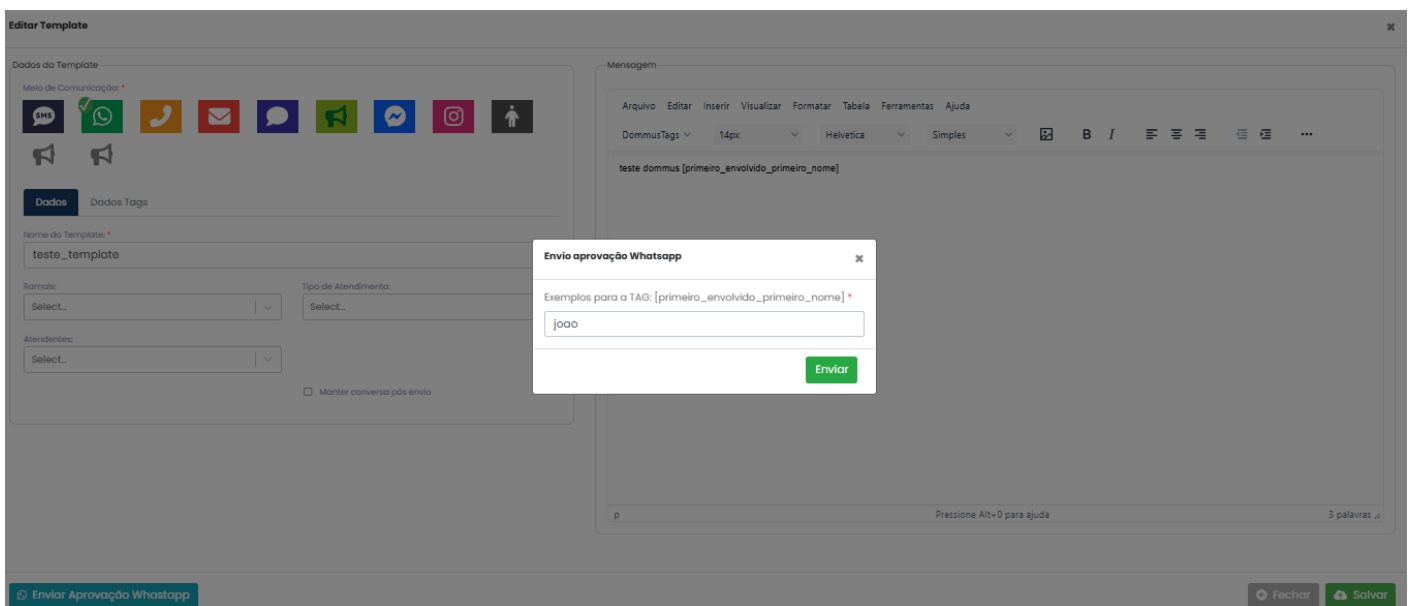 Editar Template
Dados do Template
Meio de Comunicação: *
SMS
Dados Dados Tags
Nome do Template: *
teste_template
Ramais: Tipo de Atendimento:
Select... Select...
Atendentes:
Select...
Manter conversa pós envio
Mensagem
Arquivo Editar Inserir Visualizar Formatar Tabela Ferramentas Ajuda
DommusTags 14px Helvetica Simples B I ...
teste dommus [primeiro_envolvido_primeiro_nome]
p Pressione Alt+0 para ajuda 3 palavras
Envio aprovação Whatsapp
Exemplos para a TAG: [primeiro_envolvido_primeiro_nome] *
joao
Enviar
Enviar Aprovação Whastapp Fechar Salvar